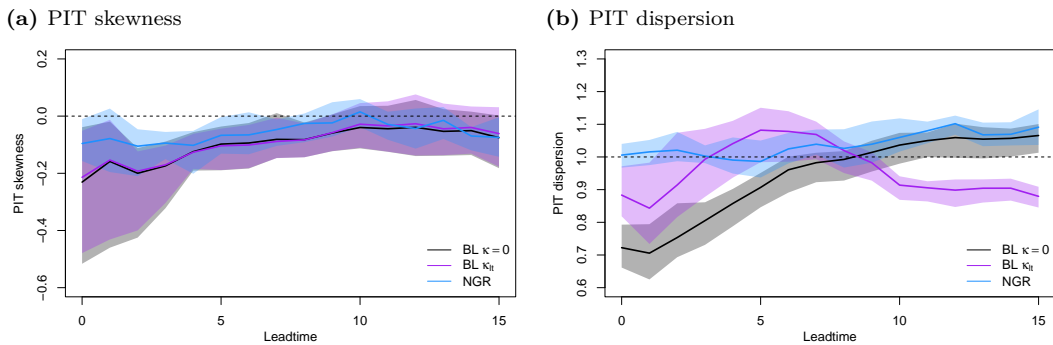 (a) PIT skewness
PIT skewness
0.2
0.0
−0.2
−0.4
−0.6
BL κ = 0
BL κlt
NGR
0 5 10 15
Leadtime
(b) PIT dispersion
PIT dispersion
1.3
1.2
1.1
1.0
0.9
0.8
0.7
0.6
BL κ = 0
BL κlt
NGR
0 5 10 15
Leadtime